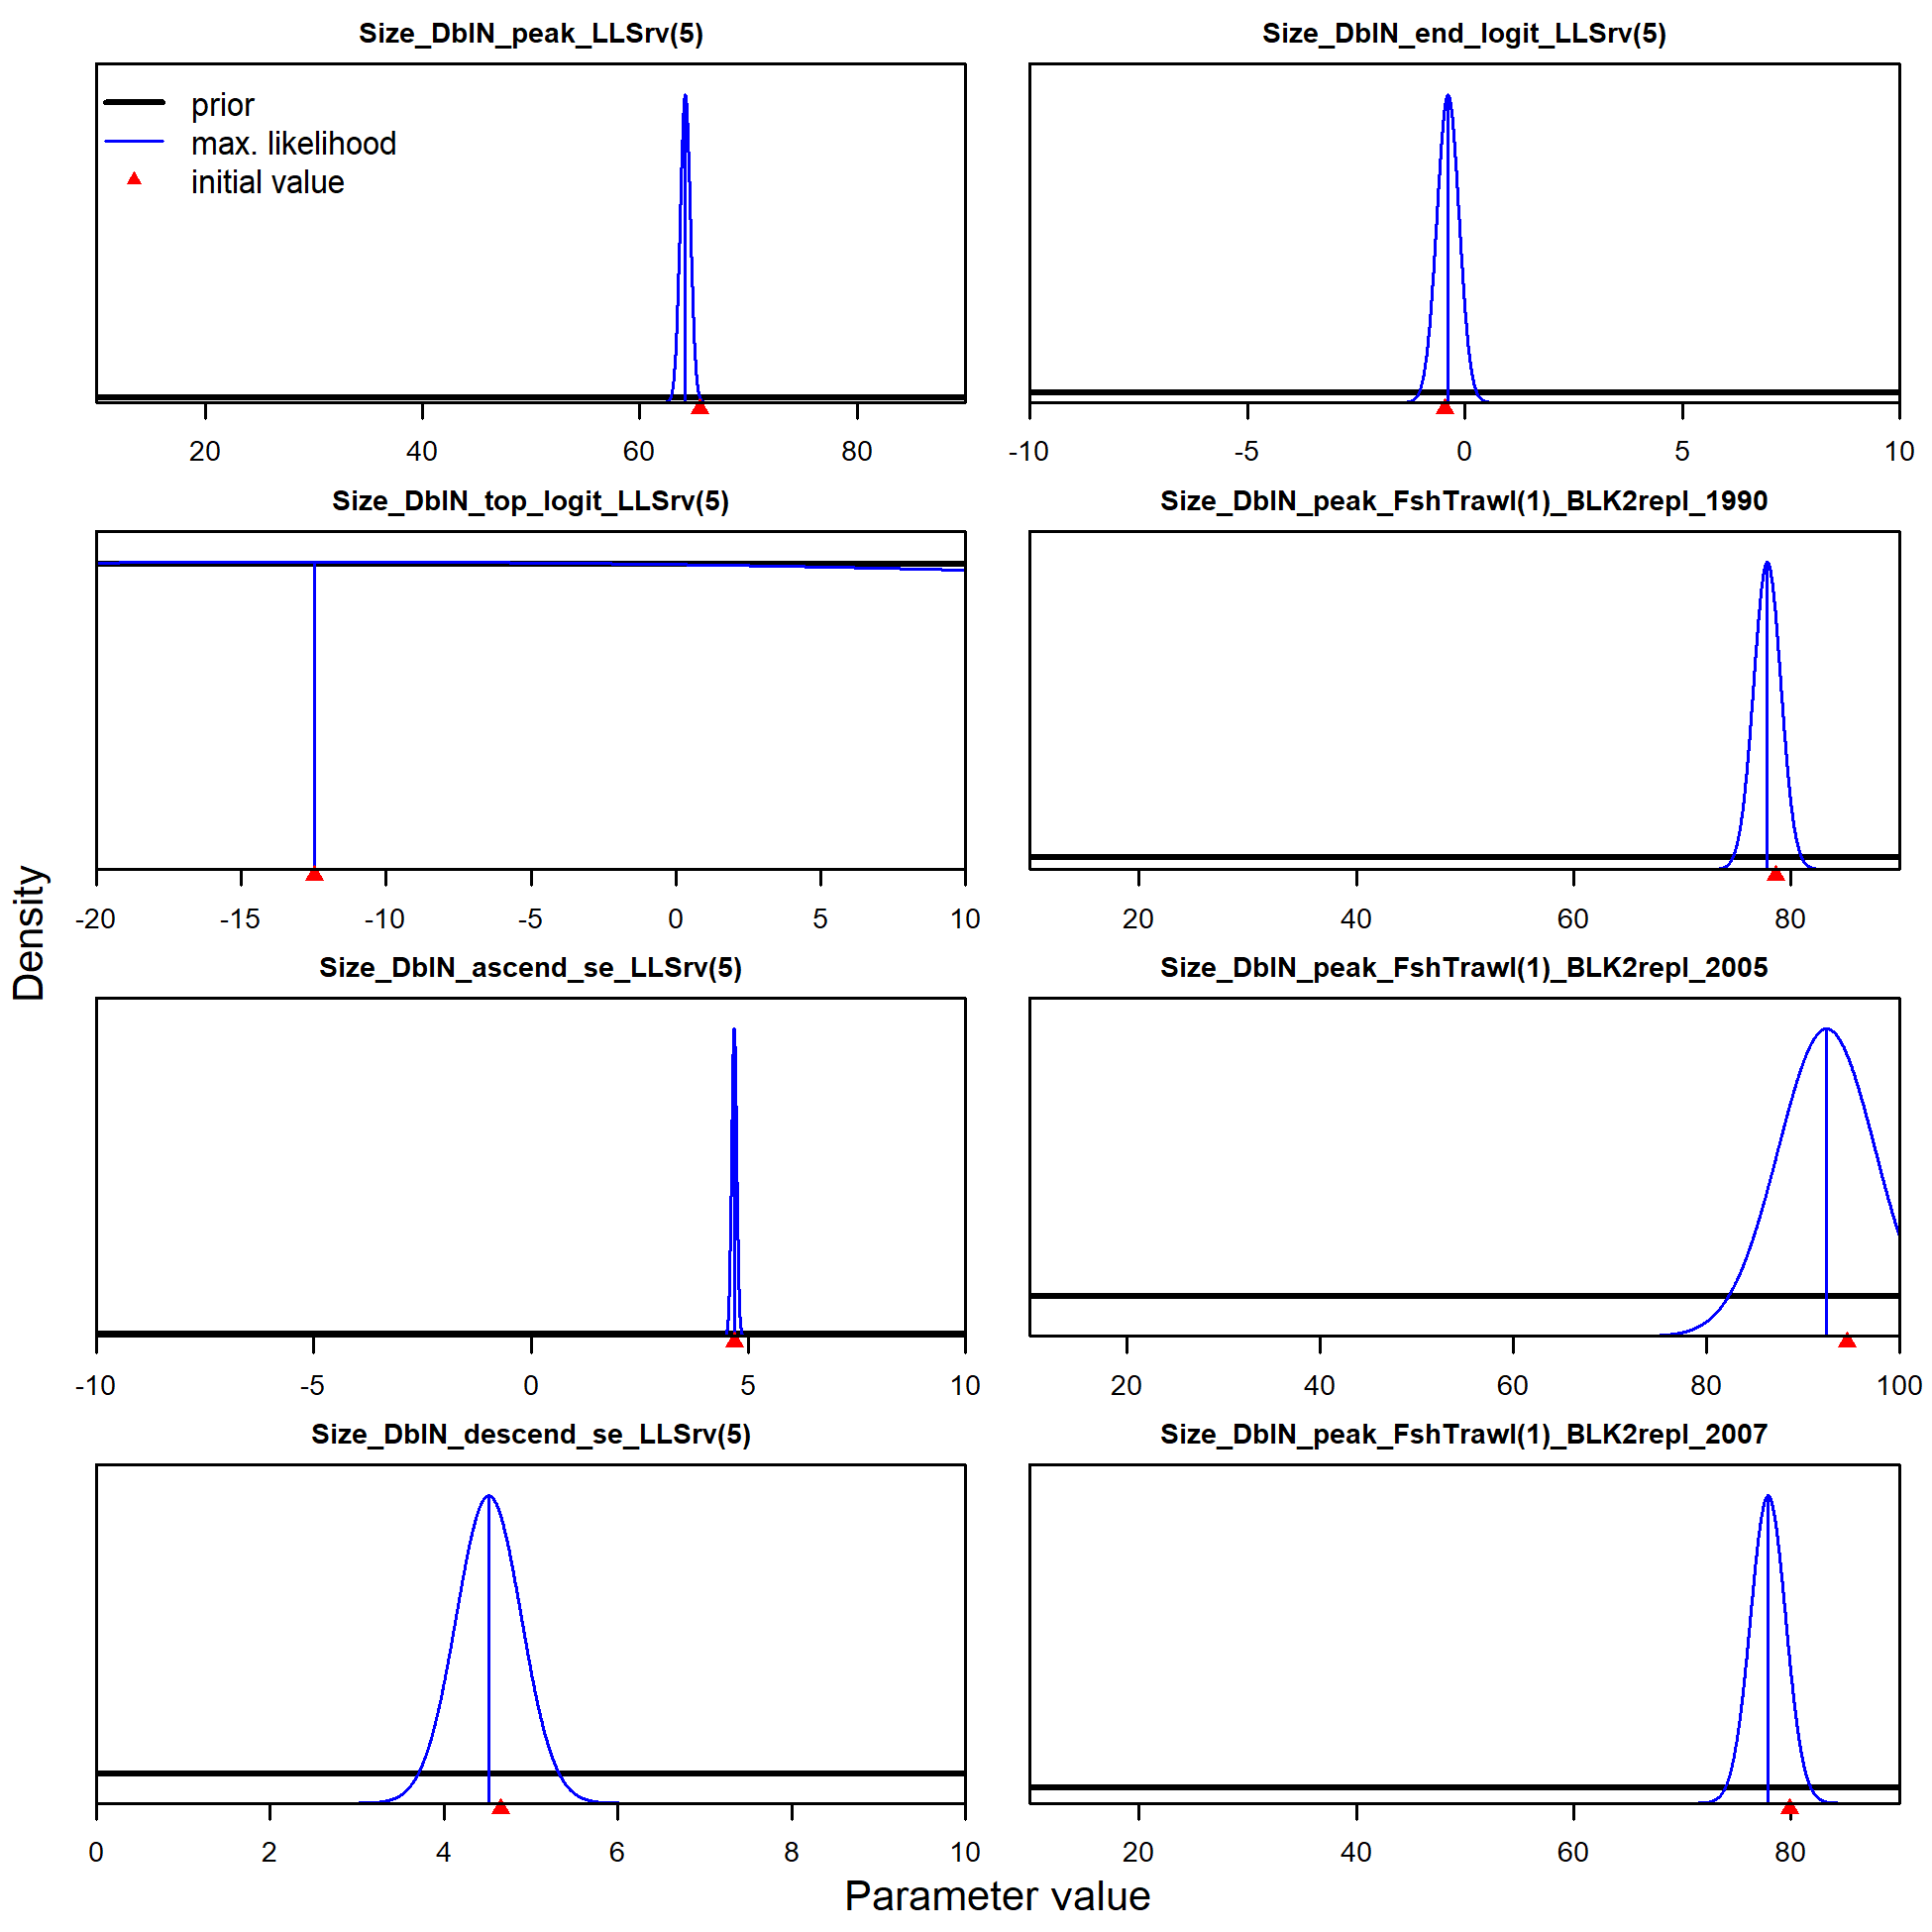 Size_DblN_peak_LLSrv(5)
Size_DblN_end_logit_LLSrv(5)
prior
max. likelihood
initial value
20 40 60 80
-10 -5 0 5 10
Size_DblN_top_logit_LLSrv(5)
Size_DblN_peak_FshTrawl(1)_BLK2repl_1990
-20 -15 -10 -5 0 5 10
20 40 60 80
Size_DblN_ascend_se_LLSrv(5)
Size_DblN_peak_FshTrawl(1)_BLK2repl_2005
-10 -5 0 5 10
20 40 60 80 100
Size_DblN_descend_se_LLSrv(5)
Size_DblN_peak_FshTrawl(1)_BLK2repl_2007
0 2 4 6 8 10
20 40 60 80
Density
Parameter value